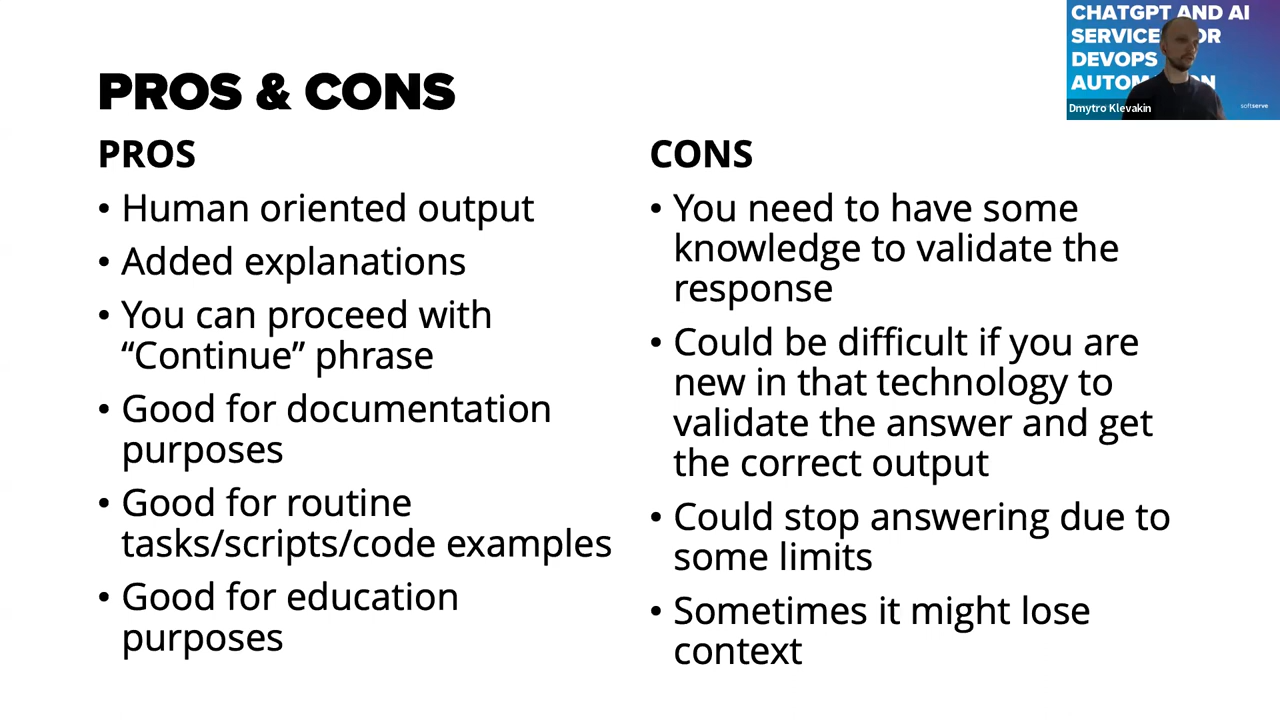 PROS & CONS
PROS
• Human oriented output
• Added explanations
• You can proceed with
“Continue” phrase
• Good for documentation
purposes
• Good for routine
tasks/scripts/code examples
• Good for education
purposes
CONS
• You need to have some
knowledge to validate the
response
• Could be difficult if you are
new in that technology to
validate the answer and get
the correct output
• Could stop answering due to
some limits
• Sometimes it might lose
context
CHATGPT AND AI
SERVICE OR
DEVOPS
AUTOM ON
Dmytro Klevakin
softserve